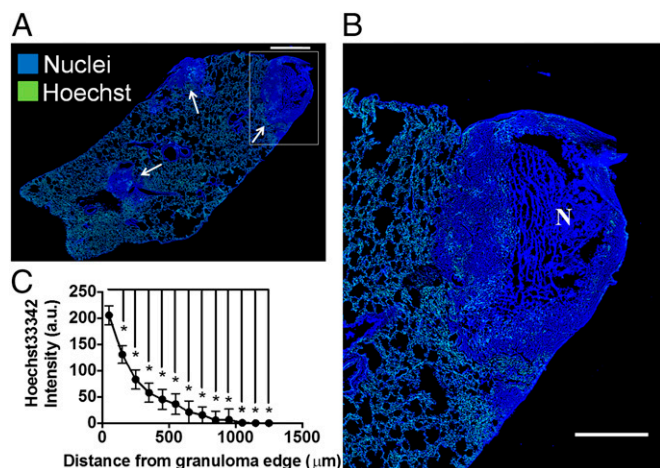 A
Nuclei
Hoechst
B
N
C
Hoechst33342
Intensity (a.u.)
250
200
150
100
50
0
* * * * * * * * * * * *
0 500 1000 1500
Distance from granuloma edge (μm)